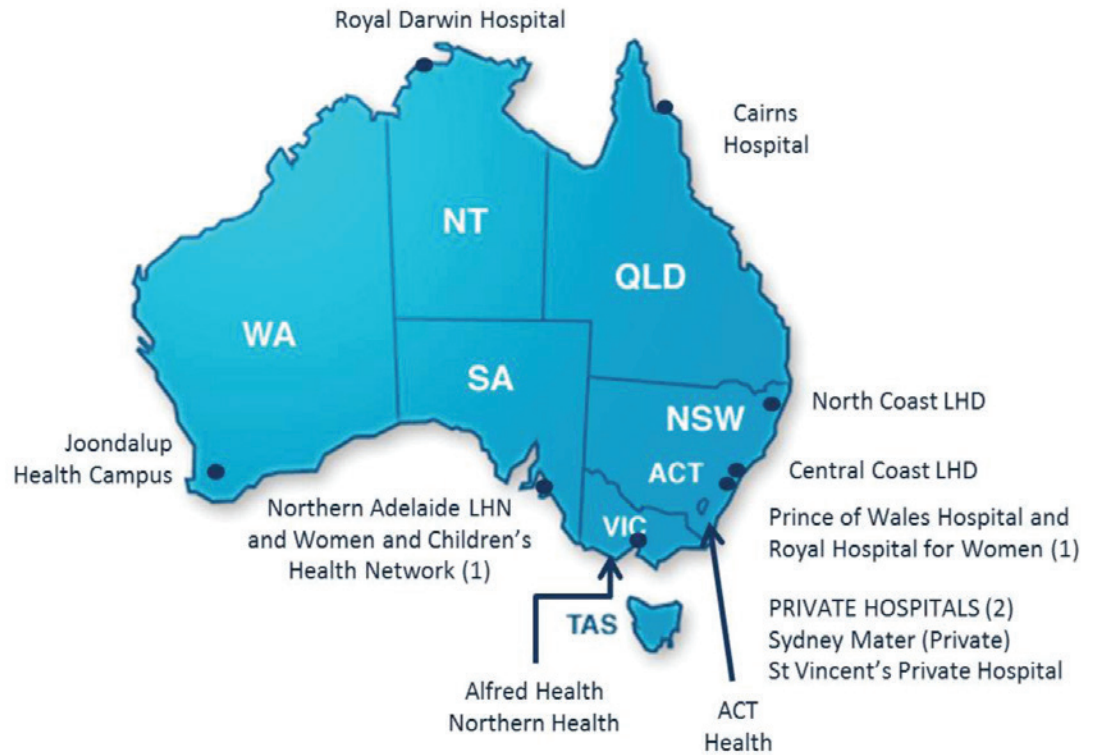 Royal Darwin Hospital
Cairns
Hospital
NT
QLD
WA
SA
NSW
North Coast LHD
Joondalup
Health Campus
ACT
Central Coast LHD
Northern Adelaide LHN
and Women and Children’s
Health Network (1)
VIC
Prince of Wales Hospital and
Royal Hospital for Women (1)
TAS
PRIVATE HOSPITALS (2)
Sydney Mater (Private)
St Vincent’s Private Hospital
Alfred Health
Northern Health
ACT
Health